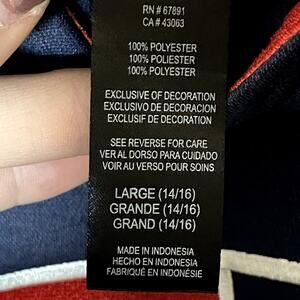 RN # 67891
CA # 43063
100% POLYESTER
100% POLIESTER
100% POLYESTER
EXCLUSIVE OF DECORATION
EXCLUSIVO DE DECORACION
EXCLUSIF DE DECORATION
SEE REVERSE FOR CARE
VER AL DORSO PARA CUIDADO
VOIR AU VERSO POUR SOINS
LARGE (14/16)
GRANDE (14/16)
GRAND (14/16)
MADE IN INDONESIA
HECHO EN INDONESIA
FABRIQUÉ EN INDONÉSIE